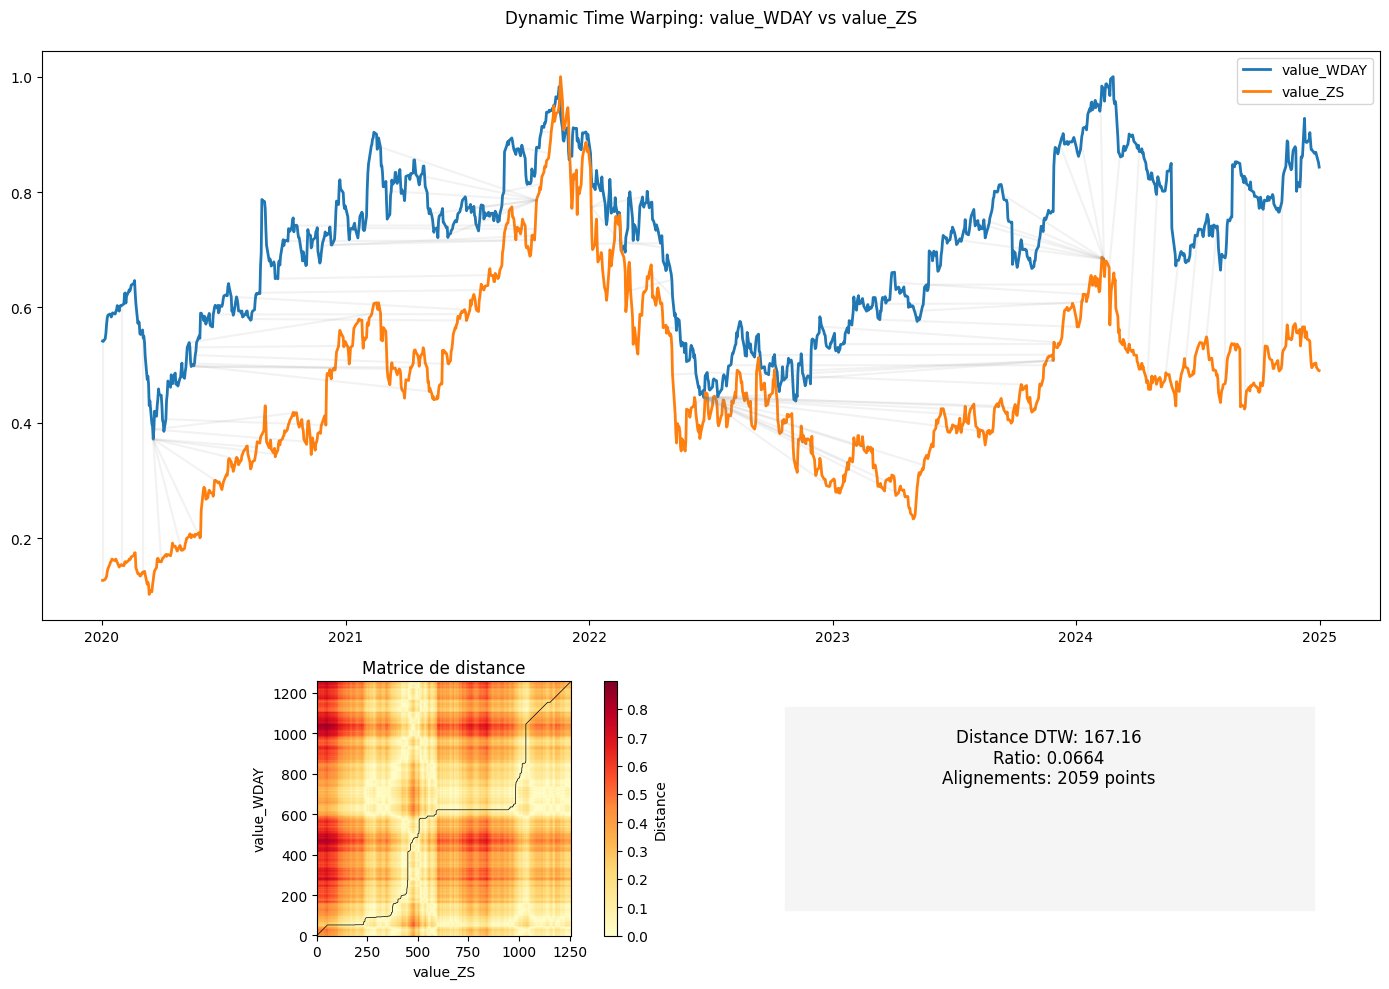 Dynamic Time Warping: value_WDAY vs value_ZS
value_WDAY
value_ZS
1.0
0.8
0.6
0.4
0.2
2020 2021 2022 2023 2024 2025
Matrice de distance
value_WDAY
1200
1000
800
600
400
200
0
0 250 500 750 1000 1250
value_ZS
0.8
0.7
0.6
0.5
0.4
0.3
0.2
0.1
0.0
Distance
Distance DTW: 167.16
Ratio: 0.0664
Alignements: 2059 points